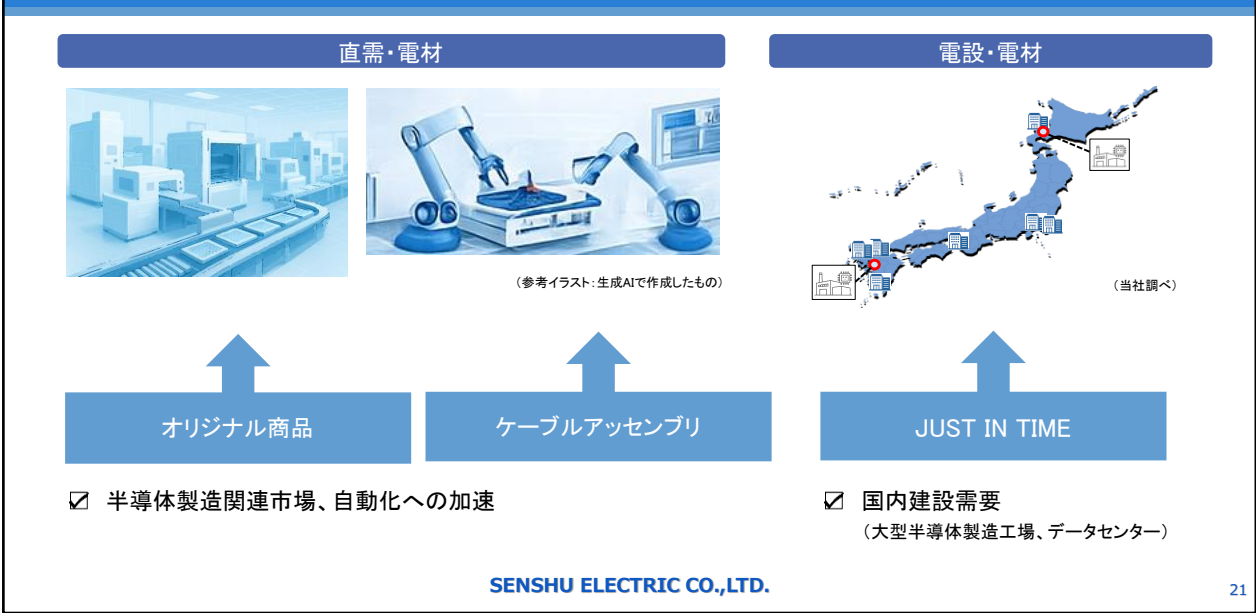 直需・電材
電設・電材
（参考イラスト：生成AIで作成したもの）
（当社調べ）
オリジナル商品
ケーブルアッセンブリ
JUST IN TIME
☑ 半導体製造関連市場、自動化への加速
☑ 国内建設需要
（大型半導体製造工場、データセンター）
SENSHU ELECTRIC CO.,LTD.
21